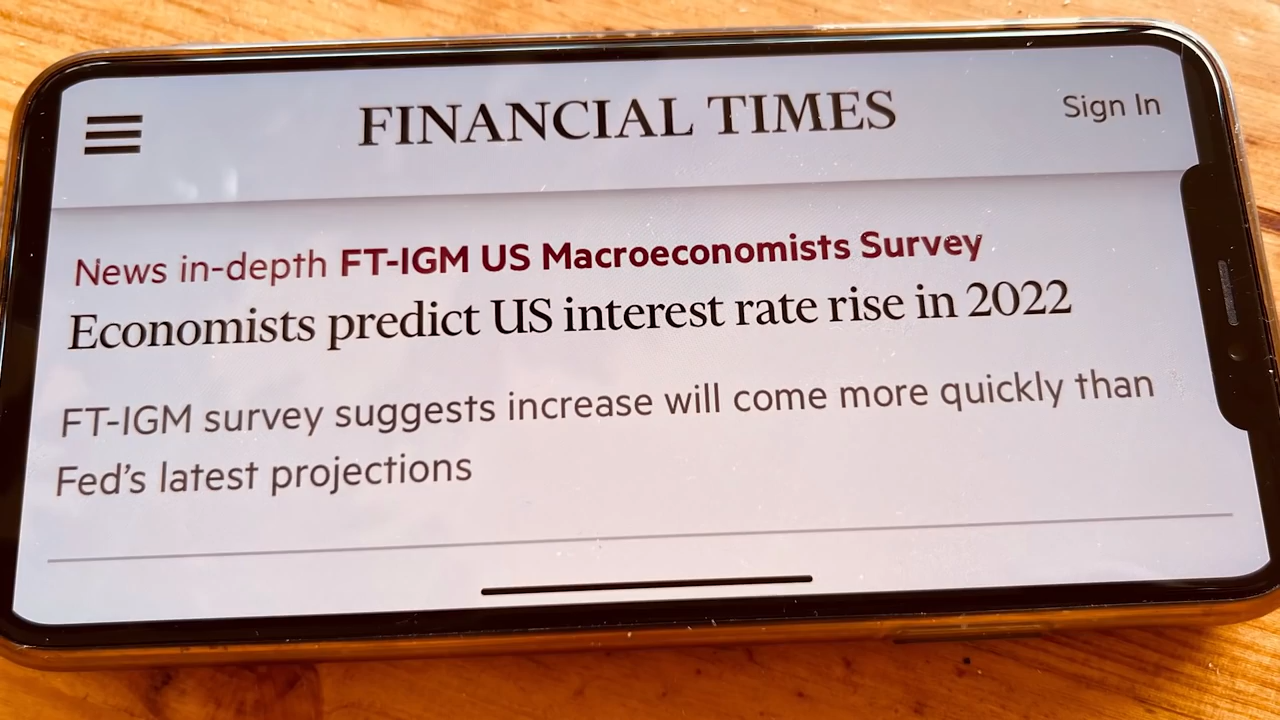 FINANCIAL TIMES
Sign In
News in-depth FT-IGM US Macroeconomists Survey
Economists predict US interest rate rise in 2022
FT-IGM survey suggests increase will come more quickly than
Fed’s latest projections